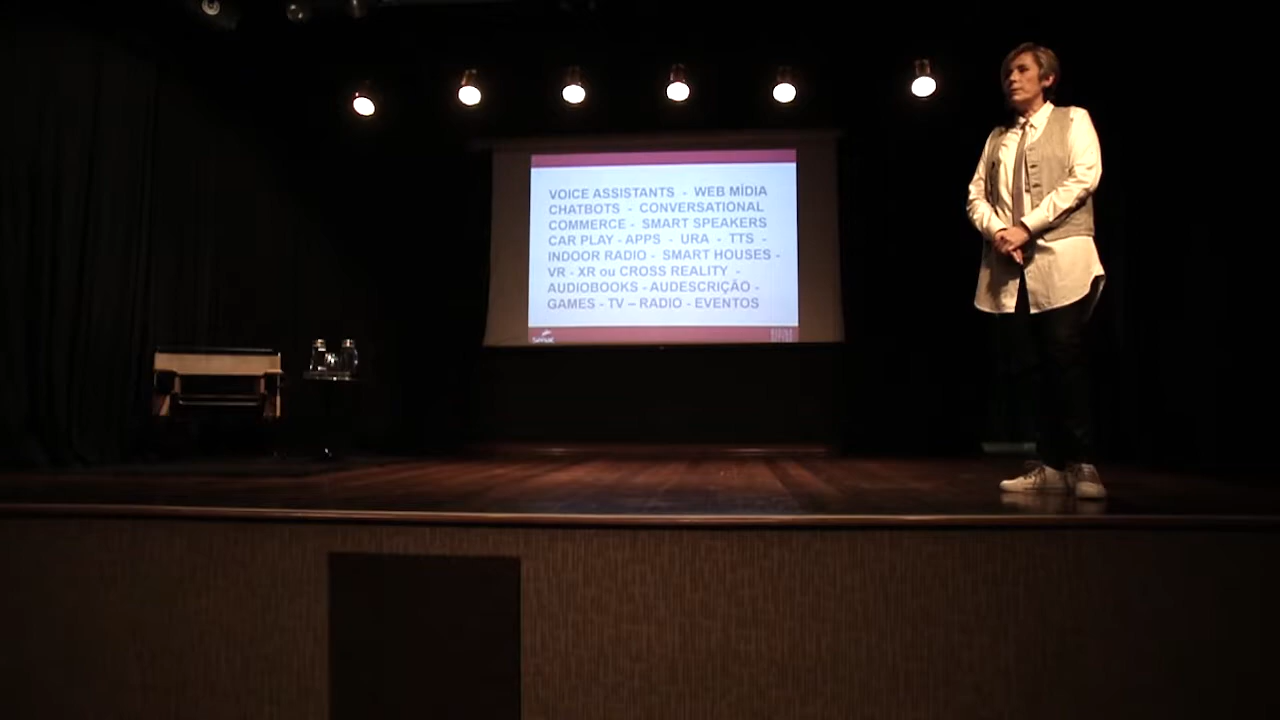 VOICE ASSISTANTS - WEB MÍDIA
CHATBOTS - CONVERSATIONAL
COMMERCE - SMART SPEAKERS
CAR PLAY - APPS - URA - TTS -
INDOOR RADIO - SMART HOUSES -
VR - XR ou CROSS REALITY -
AUDIOBOOKS - AUDESCRIÇÃO -
GAMES - TV – RADIO - EVENTOS
senac